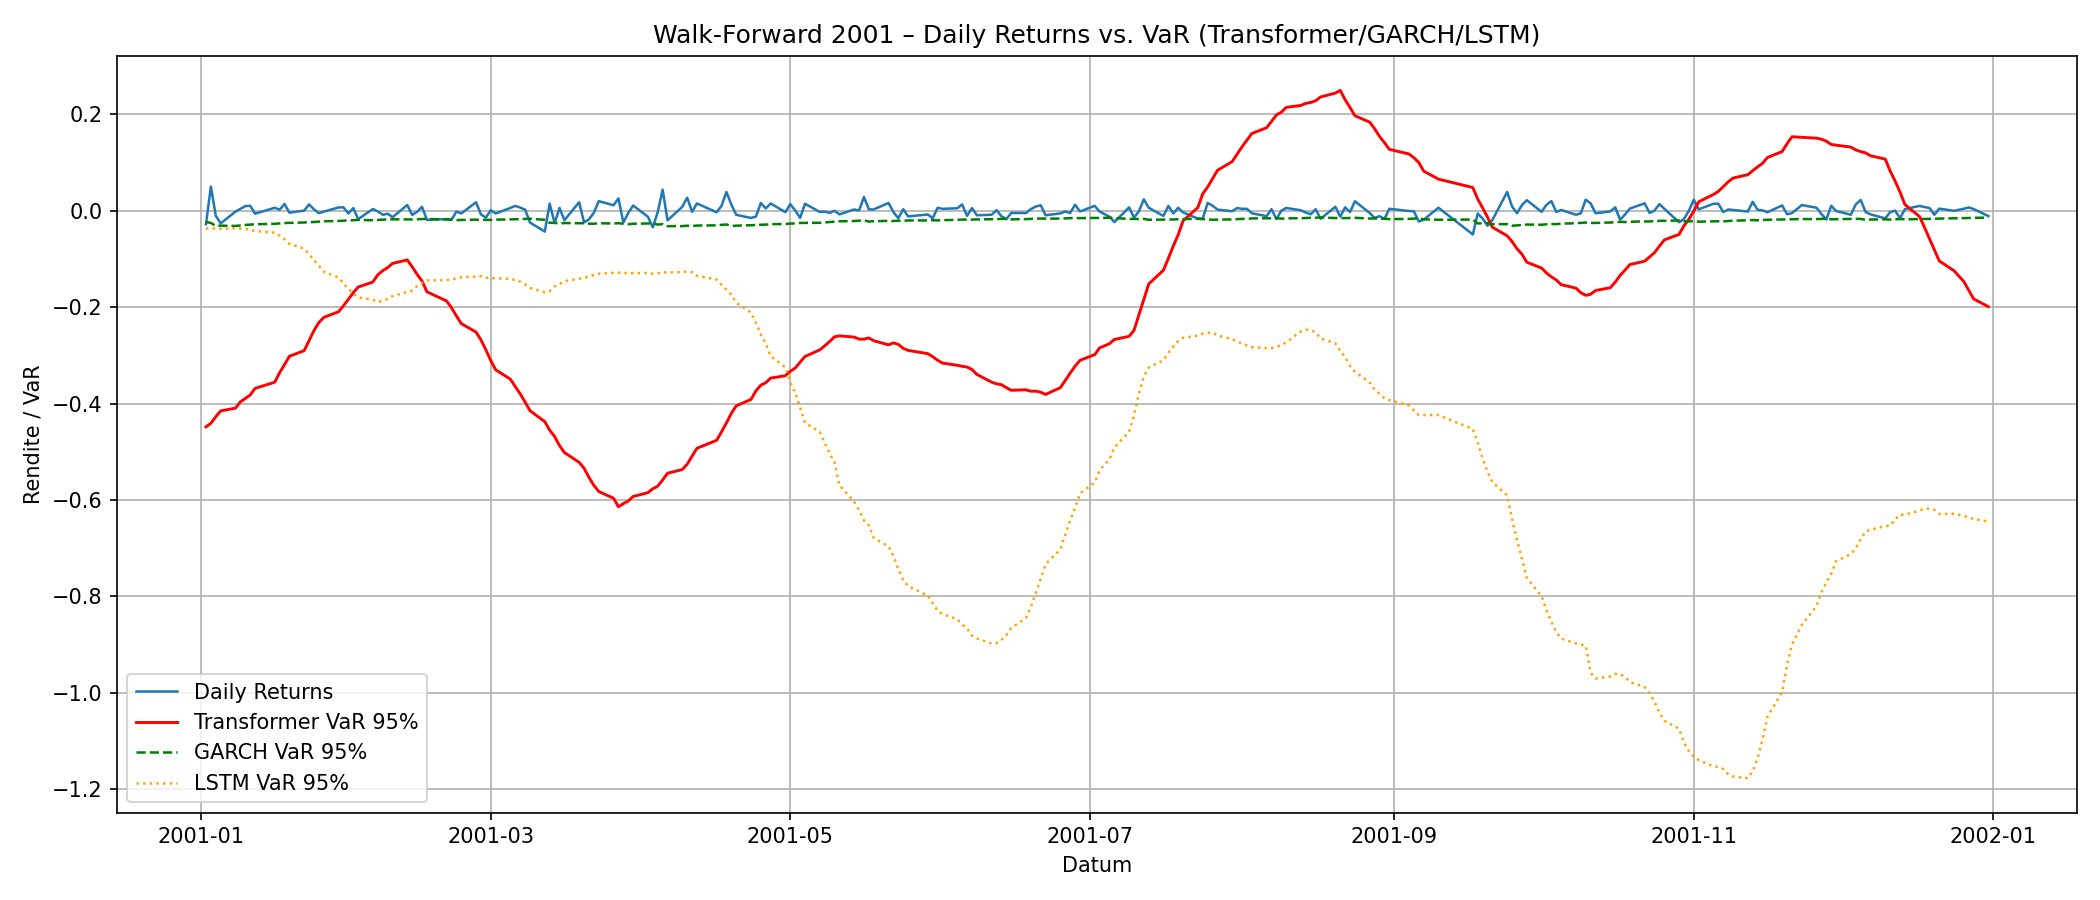 Walk-Forward 2001 – Daily Returns vs. VaR (Transformer/GARCH/LSTM)
Rendite / VaR
0.2
0.0
−0.2
−0.4
−0.6
−0.8
−1.0
−1.2
Daily Returns
Transformer VaR 95%
GARCH VaR 95%
LSTM VaR 95%
2001-01 2001-03 2001-05 2001-07 2001-09 2001-11 2002-01
Datum